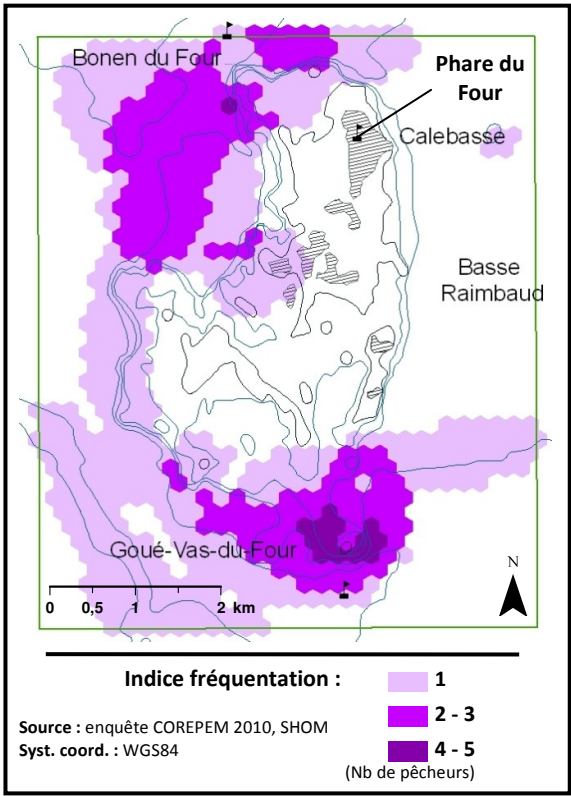 Bonen du Four
Phare du
Four
Calebasse
Basse
Raimbaud
Goué-Vas-du-Four
N
0 0,5 1 2 km
Indice fréquentation :
1
2 - 3
4 - 5
(Nb de pêcheurs)
Source : enquête COREPEM 2010, SHOM
Syst. coord. : WGS84